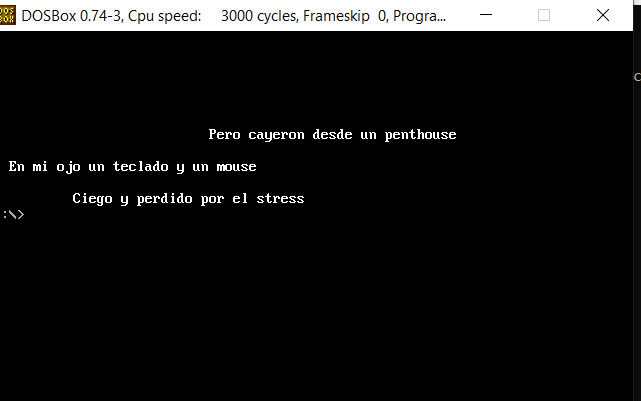 DOSBox 0.74-3, Cpu speed: 3000 cycles, Frameskip 0, Progra...
Pero cayeron desde un penthouse
En mi ojo un teclado y un mouse
Ciego y perdido por el stress
:\>